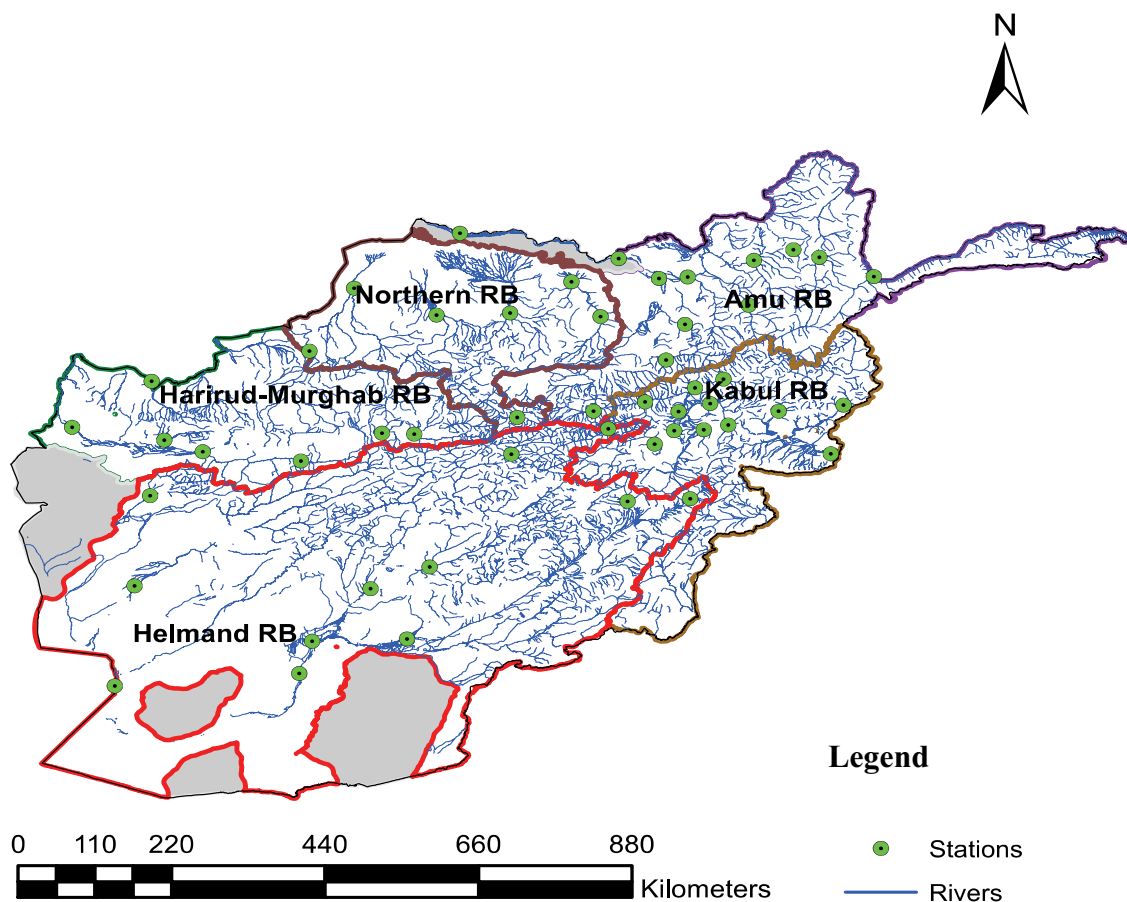 N
Northern RB
Amu RB
Harirud-Murghab RB
Kabul RB
Helmand RB
Legend
0 110 220 440 660 880
Kilometers
Stations
Rivers